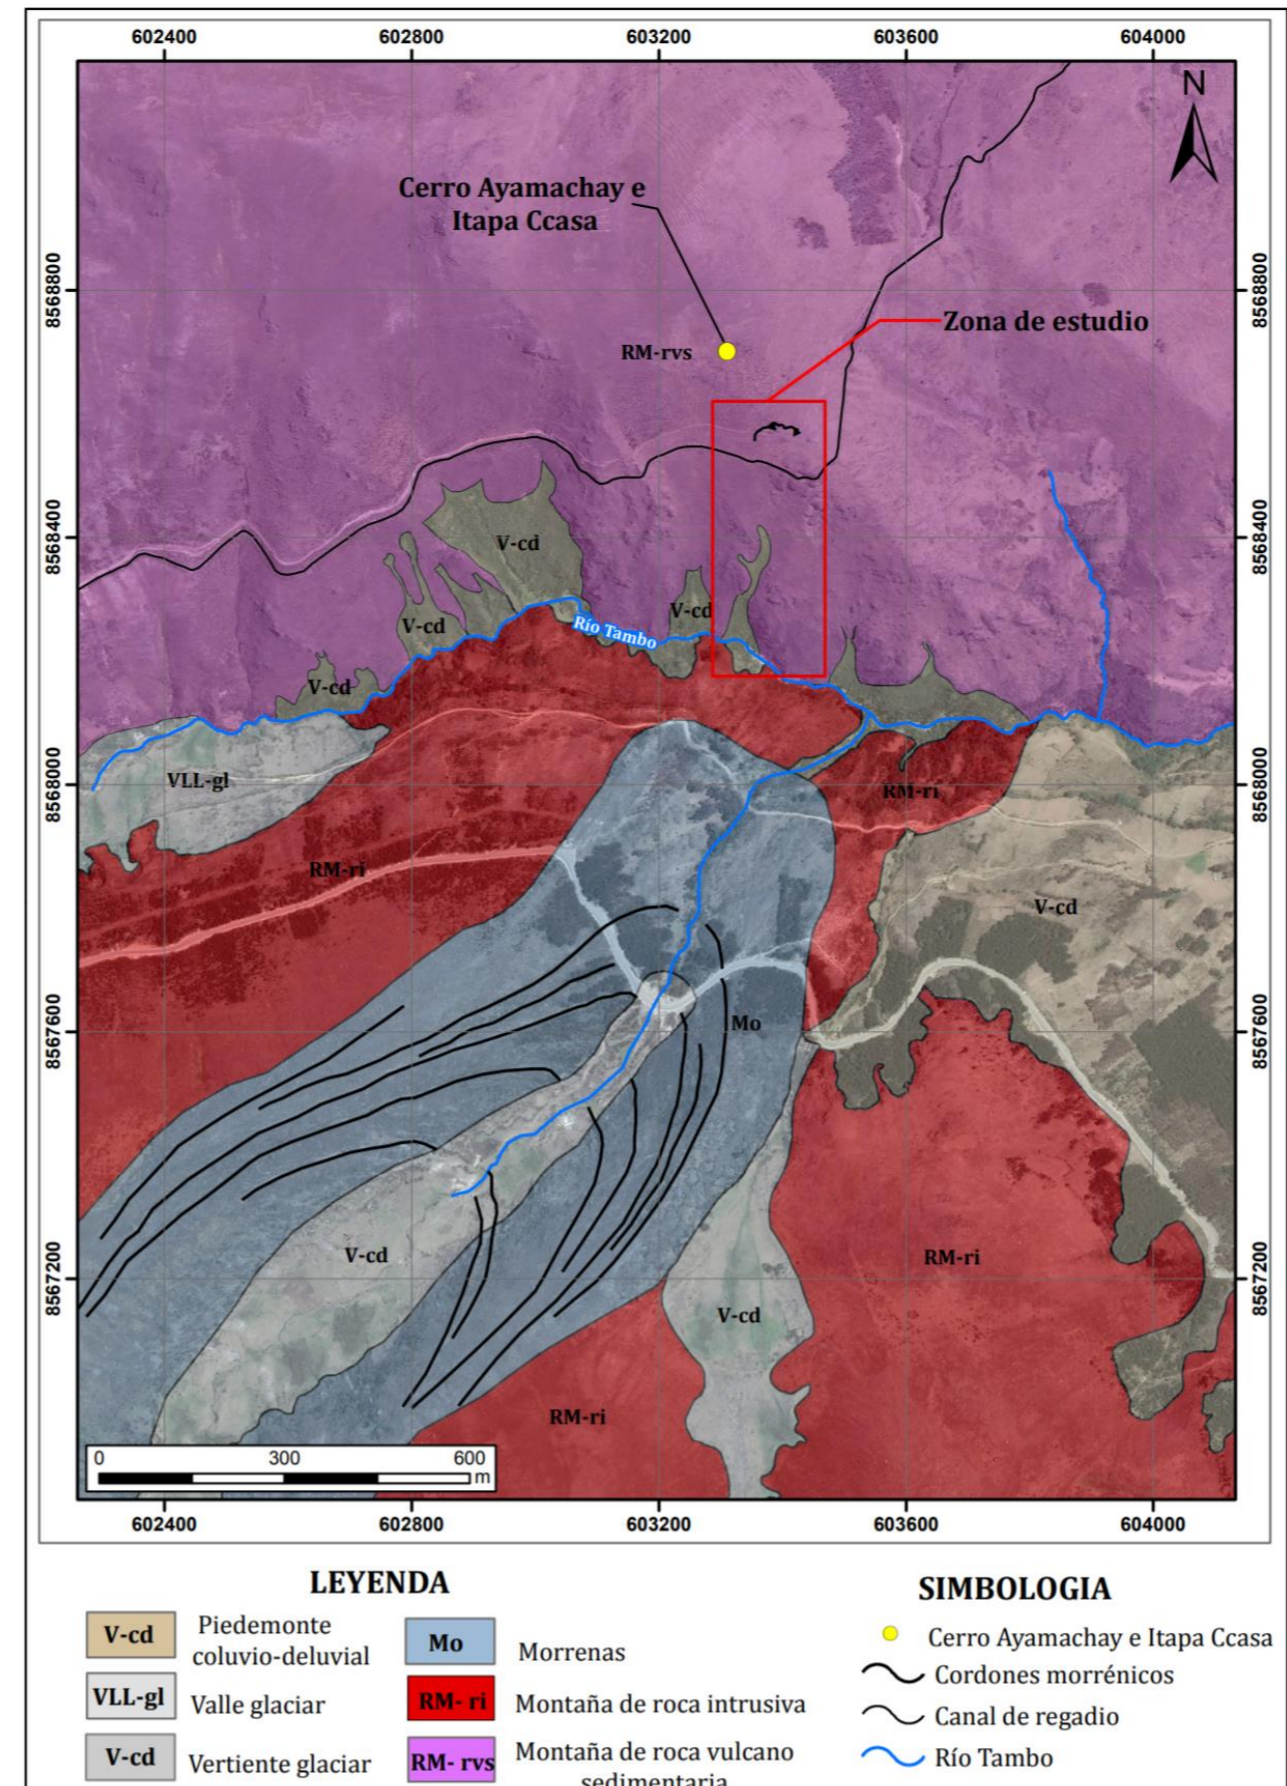 602400 602800 603200 603600 604000
N
Cerro Ayamachay e
Itapa Ccasa
8568800
8568800
Zona de estudio
RM-rvs
8568400
8568400
V-cd
V-cd
V-cd
Río Tambo
V-cd
8568000
8568000
VLL-gl
RM-ri
RM-ri
V-cd
8567600
8567600
Mo
8567200
8567200
V-cd
RM-ri
V-cd
RM-ri
0 300 600
m
602400 602800 603200 603600 604000
LEYENDA
V-cd Piedemonte
coluvio-deluvial
VLL-gl Valle glaciar
V-cd Vertiente glaciar
Mo Morrenas
RM- ri Montaña de roca intrusiva
RM- rvs Montaña de roca vulcano
sedimentaria
SIMBOLOGIA
Cerro Ayamachay e Itapa Ccasa
Cordones morrénicos
Canal de regadio
Río Tambo